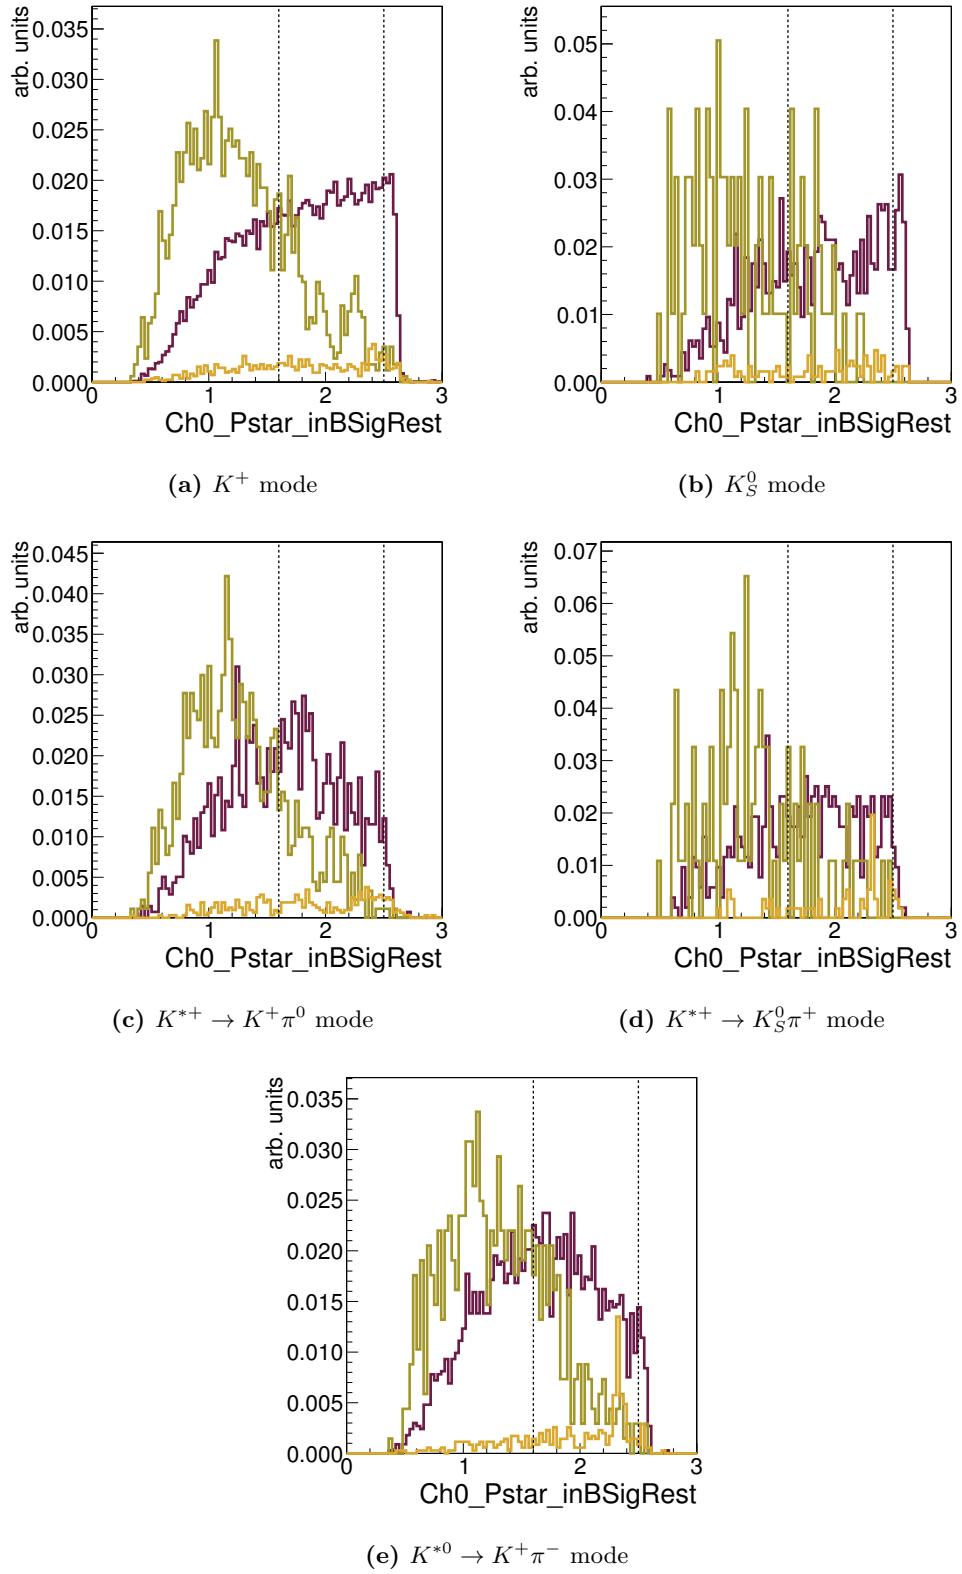 arb. units
0.035
0.030
0.025
0.020
0.015
0.010
0.005
0.000
0 1 2 3
Ch0_Pstar_inBSigRest
(a) K⁺ mode
arb. units
0.05
0.04
0.03
0.02
0.01
0.00
0 1 2 3
Ch0_Pstar_inBSigRest
(b) K_S^0 mode
arb. units
0.045
0.040
0.035
0.030
0.025
0.020
0.015
0.010
0.005
0.000
0 1 2 3
Ch0_Pstar_inBSigRest
(c) K*⁺ → K⁺π⁰ mode
arb. units
0.07
0.06
0.05
0.04
0.03
0.02
0.01
0.00
0 1 2 3
Ch0_Pstar_inBSigRest
(d) K*⁺ → K_S^0π⁺ mode
arb. units
0.035
0.030
0.025
0.020
0.015
0.010
0.005
0.000
0 1 2 3
Ch0_Pstar_inBSigRest
(e) K*⁰ → K⁺π⁻ mode